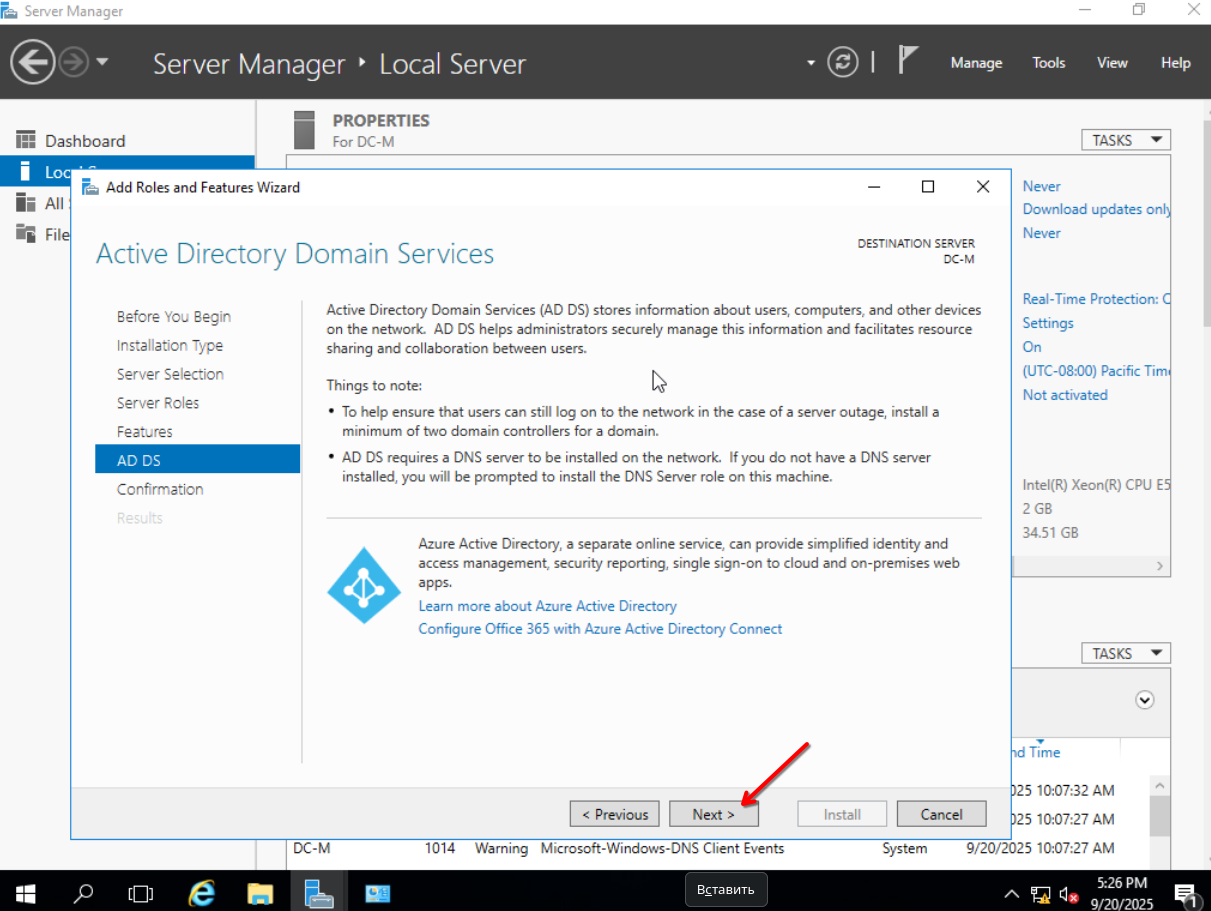 Server Manager
Server Manager ‣ Local Server
Manage Tools View Help
Dashboard
All
File
PROPERTIES
For DC-M
TASKS
Never
Download updates only
Never
Real-Time Protection:
Settings
On
(UTC-08:00) Pacific Time
Not activated
Intel(R) Xeon(R) CPU E5
2 GB
34.51 GB
TASKS
Add Roles and Features Wizard
Active Directory Domain Services
DESTINATION SERVER
DC-M
Before You Begin
Installation Type
Server Selection
Server Roles
Features
AD DS
Confirmation
Results
Active Directory Domain Services (AD DS) stores information about users, computers, and other devices
on the network. AD DS helps administrators securely manage this information and facilitates resource
sharing and collaboration between users.
Things to note:
• To help ensure that users can still log on to the network in the case of a server outage, install a
minimum of two domain controllers for a domain.
• AD DS requires a DNS server to be installed on the network. If you do not have a DNS server
installed, you will be prompted to install the DNS Server role on this machine.
Azure Active Directory, a separate online service, can provide simplified identity and
access management, security reporting, single sign-on to cloud and on-premises web
apps.
Learn more about Azure Active Directory
Configure Office 365 with Azure Active Directory Connect
< Previous Next > Install Cancel
Time
10:07:32 AM
10:07:27 AM
DC-M 1014 Warning Microsoft-Windows-DNS Client Events System 9/20/2025 10:07:27 AM
Вставить
5:26 PM
9/20/2025
1